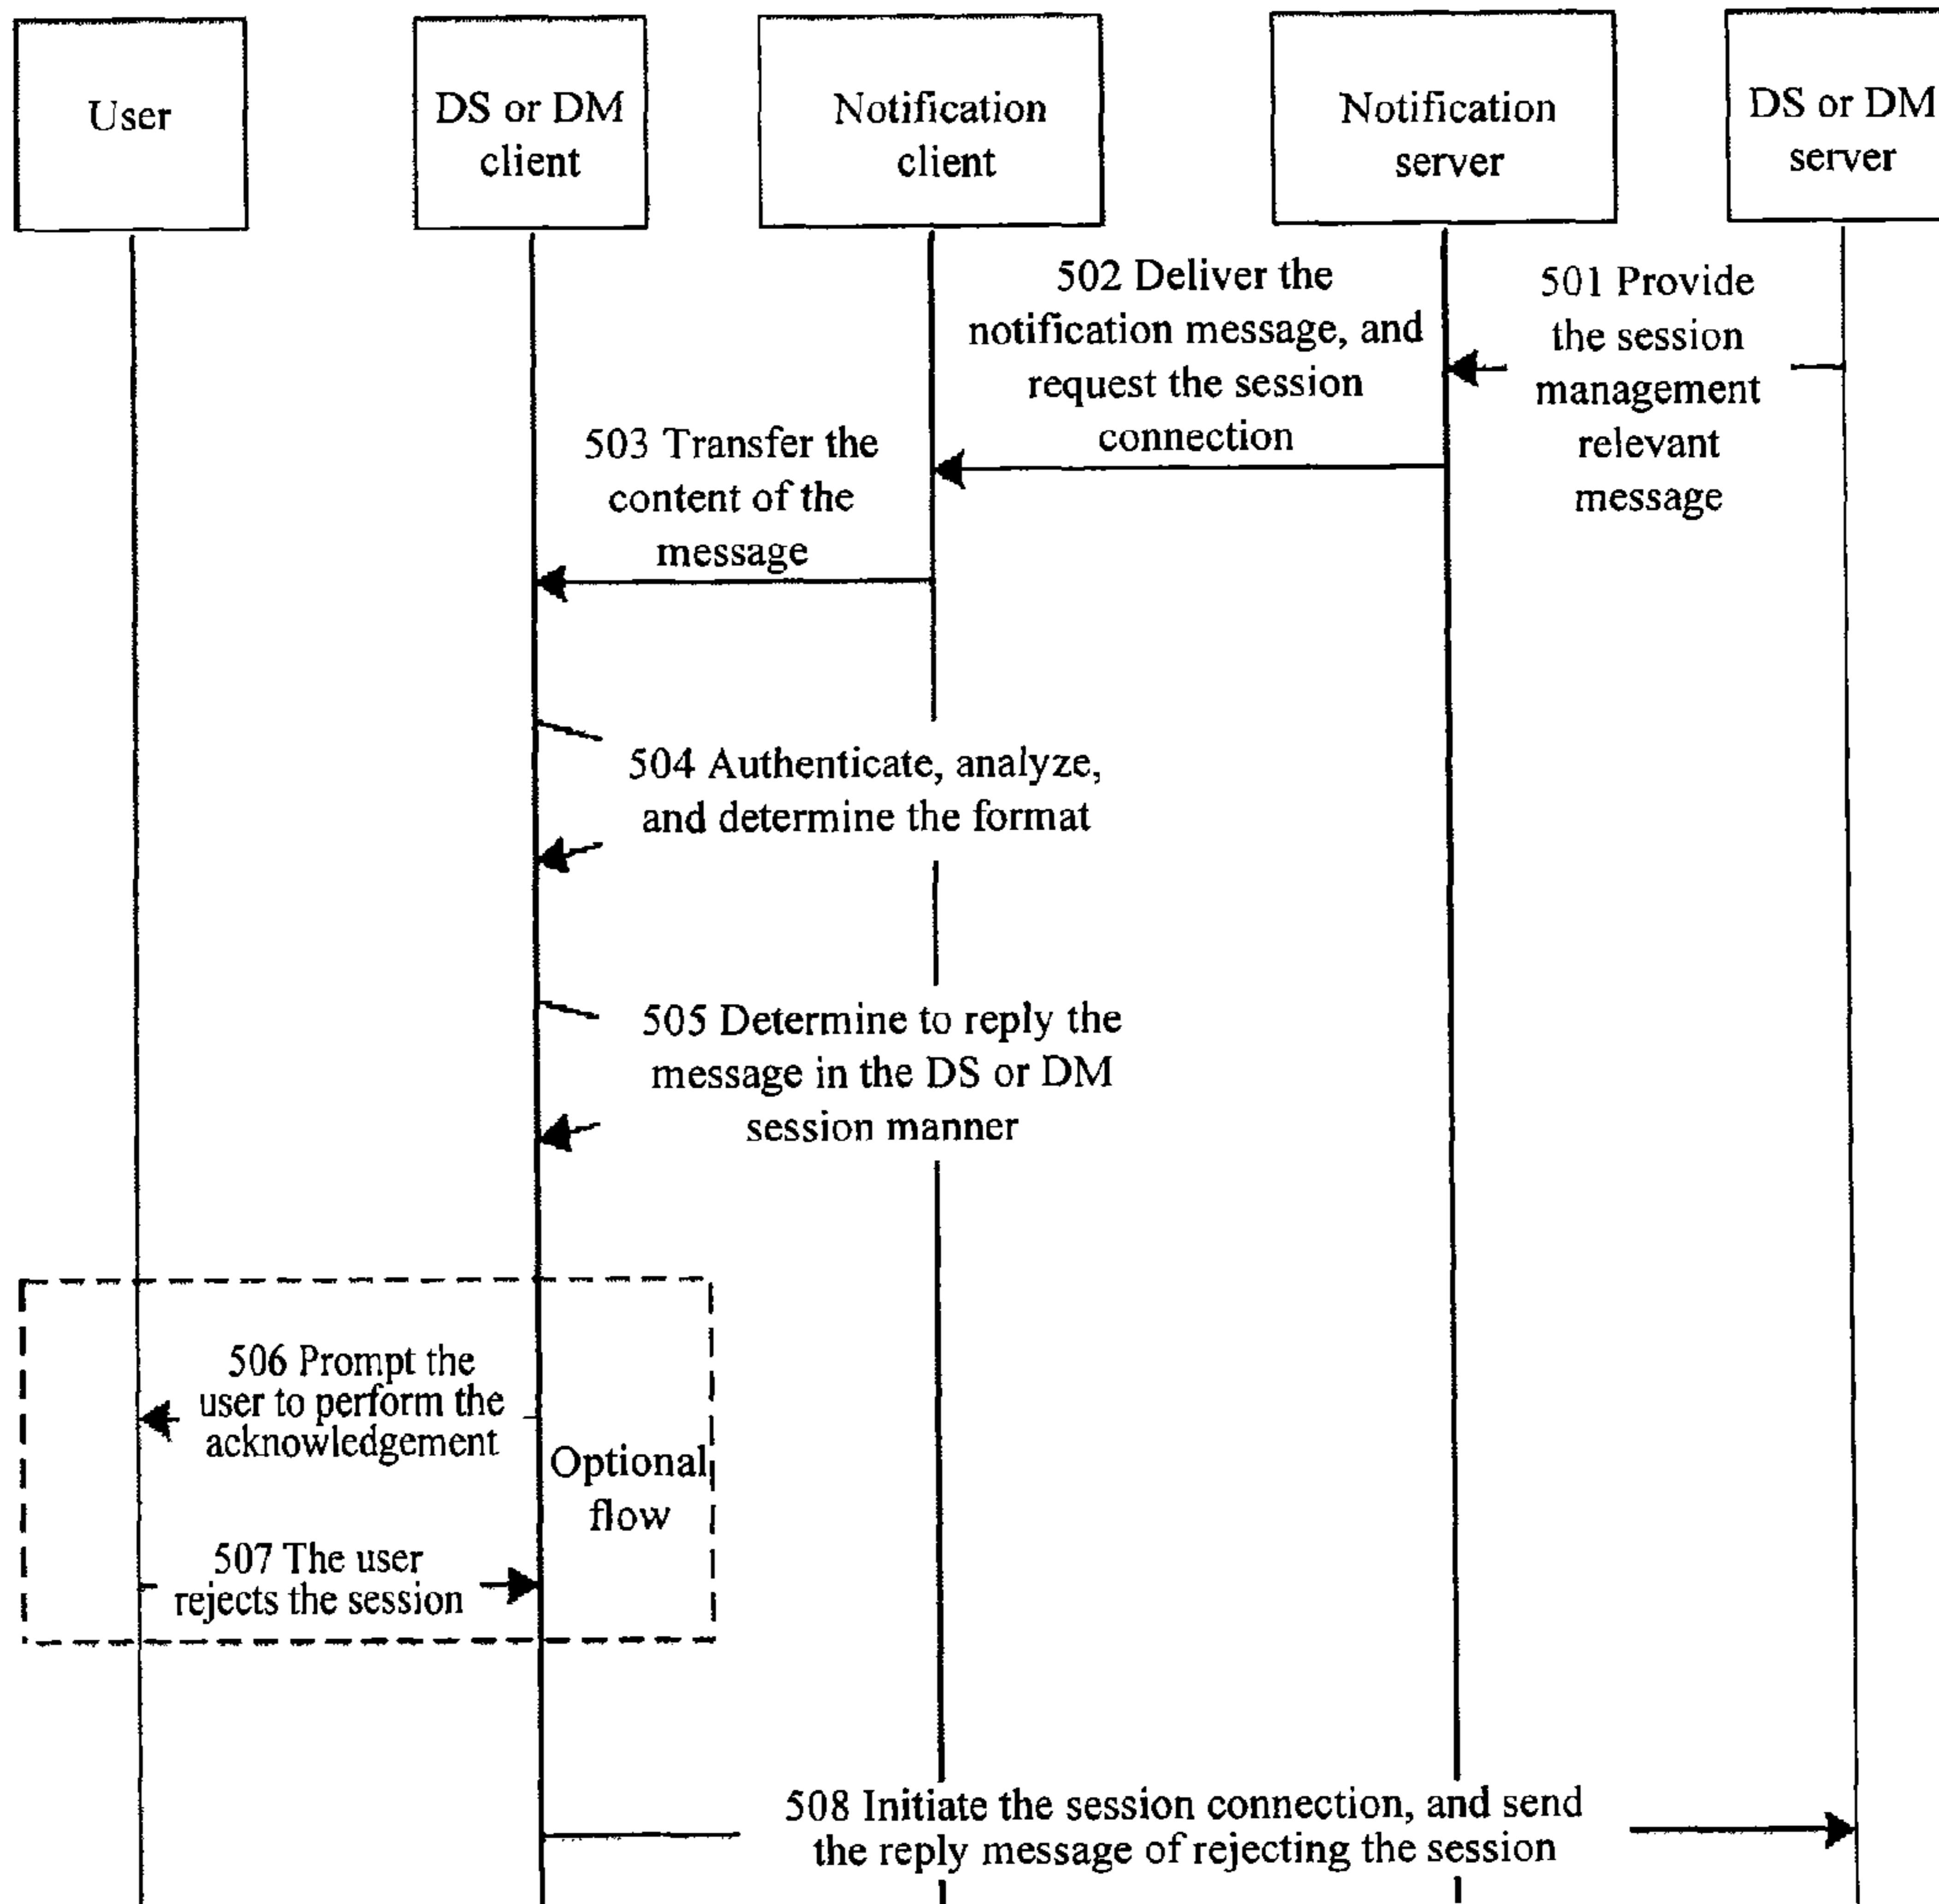 User
DS or DM
client
Notification
client
Notification
server
DS or DM
server
502 Deliver the
notification message, and
request the session
connection
501 Provide
the session
management
relevant
message
503 Transfer the
content of the
message
504 Authenticate, analyze,
and determine the format
505 Determine to reply the
message in the DS or DM
session manner
506 Prompt the
user to perform the
acknowledgement
Optional
flow
507 The user
rejects the session
508 Initiate the session connection, and send
the reply message of rejecting the session